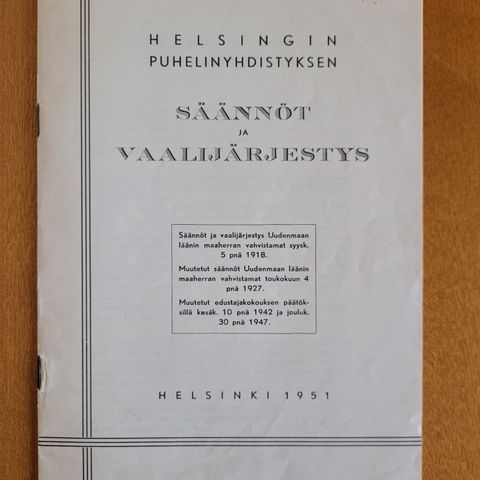 HELSINGIN
PUHELINYHDISTYKSEN
SÄÄNNÖT
JA
VAALIJÄRJESTYS
Säännöt ja vaalijärjestys Uudenmaan
läänin maaherran vahvistamat syysk.
5 pnä 1918.
Muutetut säännöt Uudenmaan läänin
maaherran vahvistamat toukokuun 4
pnä 1927.
Muutetut edustajakokouksen päätök-
sillä kesäk. 10 pnä 1942 ja jouluk.
30 pnä 1947.
HELSINKI 1951